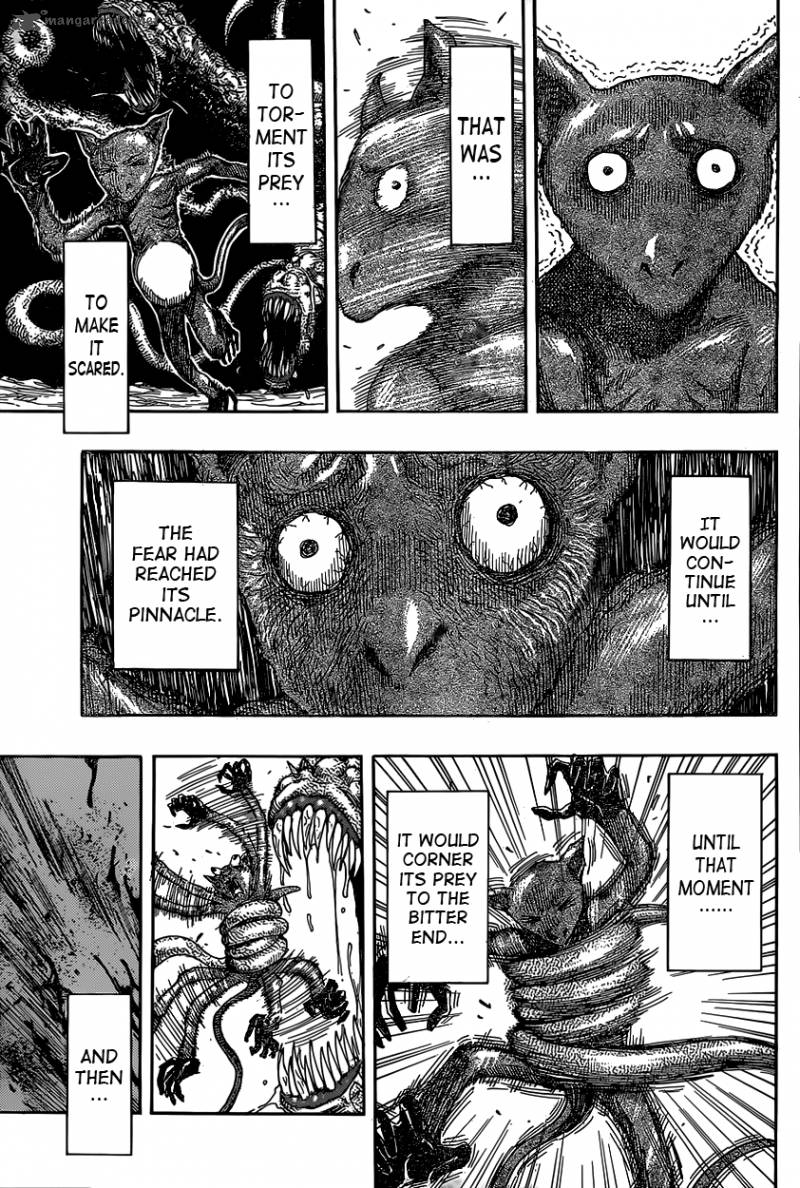 THAT
WAS
...
TO
TOR-
MENT
ITS
PREY
...
TO
MAKE
IT
SCARED.
IT
WOULD
CON-
TINUE
UNTIL
...
THE
FEAR HAD
REACHED
ITS
PINNACLE.
UNTIL
THAT
MOMENT
......
IT WOULD
CORNER
ITS PREY
TO THE
BITTER
END...
AND
THEN
...